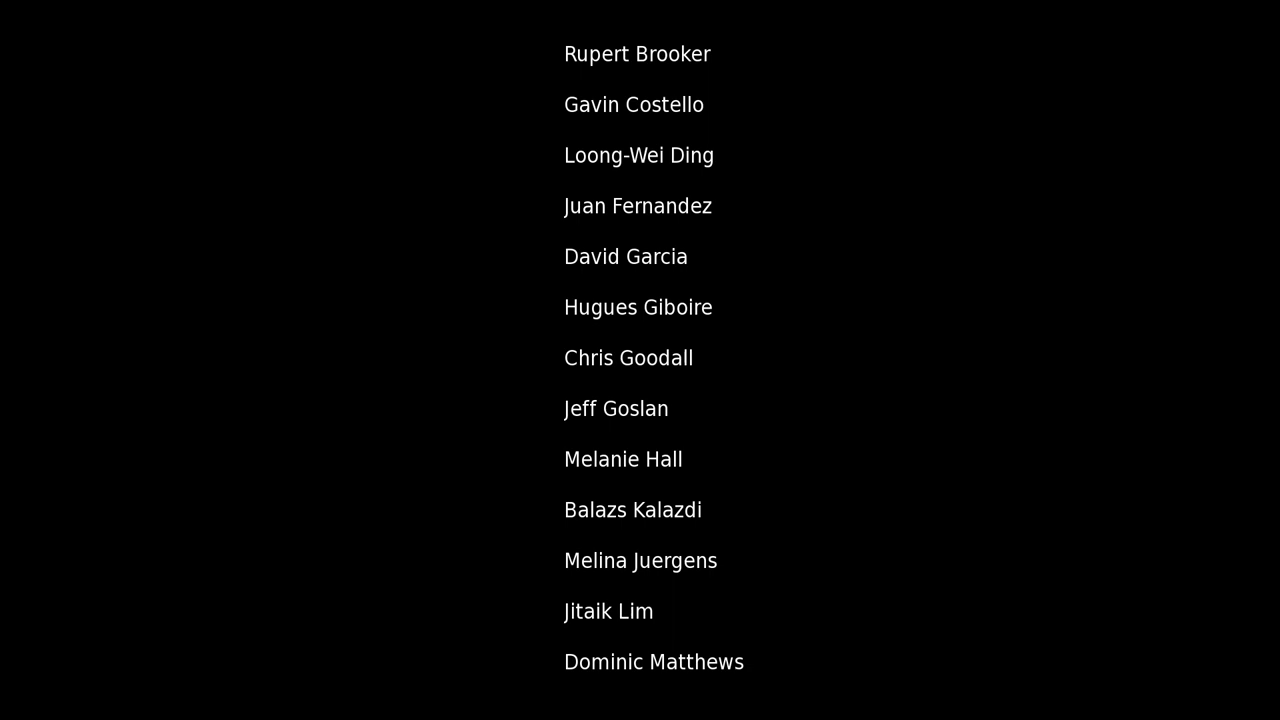 Rupert Brooker
Gavin Costello
Loong-Wei Ding
Juan Fernandez
David Garcia
Hugues Giboire
Chris Goodall
Jeff Goslan
Melanie Hall
Balazs Kalazdi
Melina Juergens
Jitaik Lim
Dominic Matthews